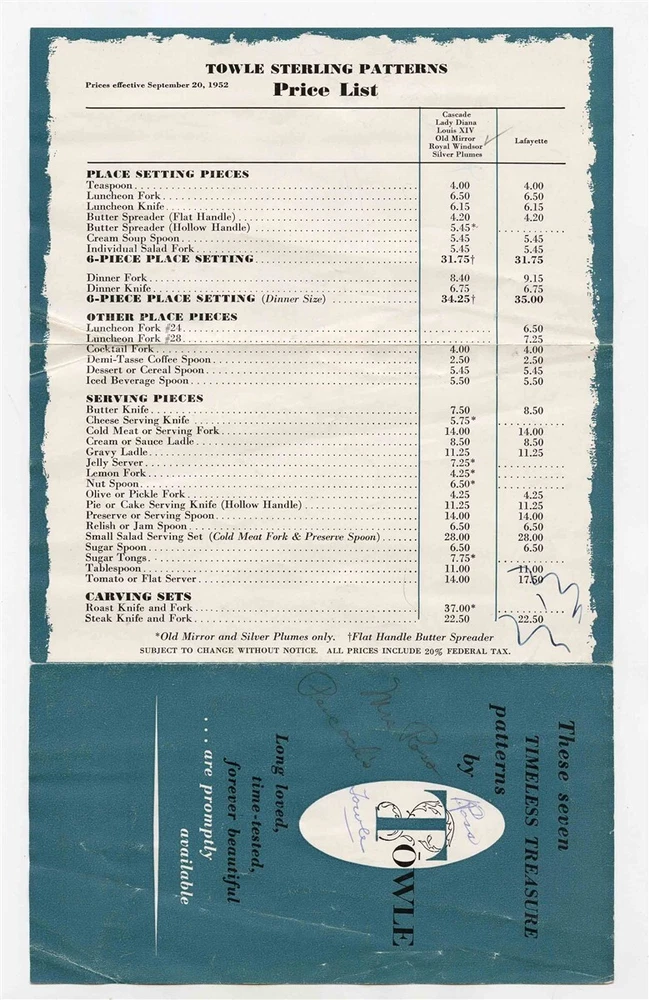 TOWLE STERLING PATTERNS
Prices effective September 20, 1952
Price List
Cascade
Lady Diana
Louis XIV
Old Mirror
Royal Windsor
Silver Plumes
Lafayette
PLACE SETTING PIECES
Teaspoon 4.00 4.00
Luncheon Fork 6.50 6.50
Luncheon Knife 6.15 6.15
Butter Spreader (Flat Handle) 4.20 4.20
Butter Spreader (Hollow Handle) 5.45*
Cream Soup Spoon 5.45 5.45
Individual Salad Fork 5.45 5.45
6-PIECE PLACE SETTING 31.75† 31.75
Dinner Fork 8.40 9.15
Dinner Knife 6.75 6.75
6-PIECE PLACE SETTING (Dinner Size) 34.25† 35.00
OTHER PLACE PIECES
Luncheon Fork #24 6.50
Luncheon Fork #28 7.25
Cocktail Fork 4.00 4.00
Demi-Tasse Coffee Spoon 2.50 2.50
Dessert or Cereal Spoon 5.45 5.45
Iced Beverage Spoon 5.50 5.50
SERVING PIECES
Butter Knife 7.50 8.50
Cheese Serving Knife 5.75*
Cold Meat or Serving Fork 14.00 14.00
Cream or Sauce Ladle 8.50 8.50
Gravy Ladle 11.25 11.25
Jelly Server 7.25*
Lemon Fork 4.25*
Nut Spoon 6.50*
Olive or Pickle Fork 4.25 4.25
Pie or Cake Serving Knife (Hollow Handle) 11.25 11.25
Preserve or Serving Spoon 14.00 14.00
Relish or Jam Spoon 6.50 6.50
Small Salad Serving Set (Cold Meat Fork & Preserve Spoon) 28.00 28.00
Sugar Spoon 6.50 6.50
Sugar Tongs 7.75*
Tablespoon 11.00 11.00
Tomato or Flat Server 14.00 17.50
CARVING SETS
Roast Knife and Fork 37.00*
Steak Knife and Fork 22.50 22.50
*Old Mirror and Silver Plumes only. †Flat Handle Butter Spreader
SUBJECT TO CHANGE WITHOUT NOTICE. ALL PRICES INCLUDE 20% FEDERAL TAX.
These seven
TIMELESS TREASURE
patterns
by
Ross
TOWLE
Towle
Mrs Ross
Peacock's
Long loved,
time-tested,
forever beautiful
. . . are promptly
available